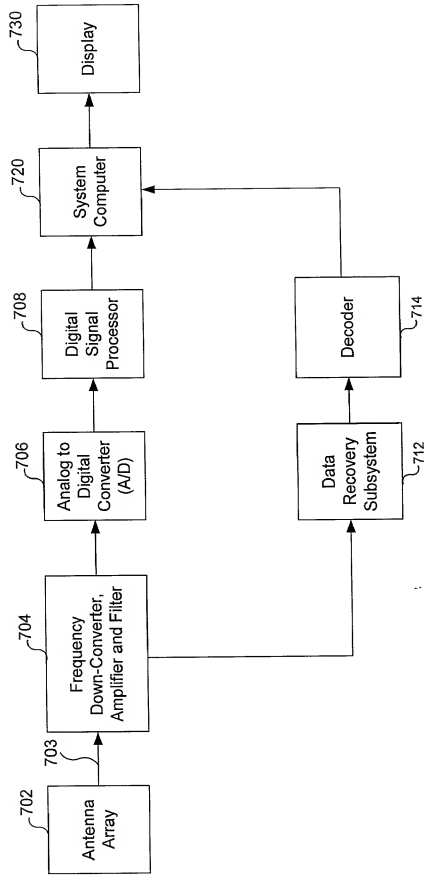 702
Antenna
Array
703
704
Frequency
Down-Converter,
Amplifier and Filter
706
Analog to
Digital
Converter
(A/D)
708
Digital
Signal
Processor
720
System
Computer
730
Display
Data
Recovery
Subsystem
712
Decoder
714